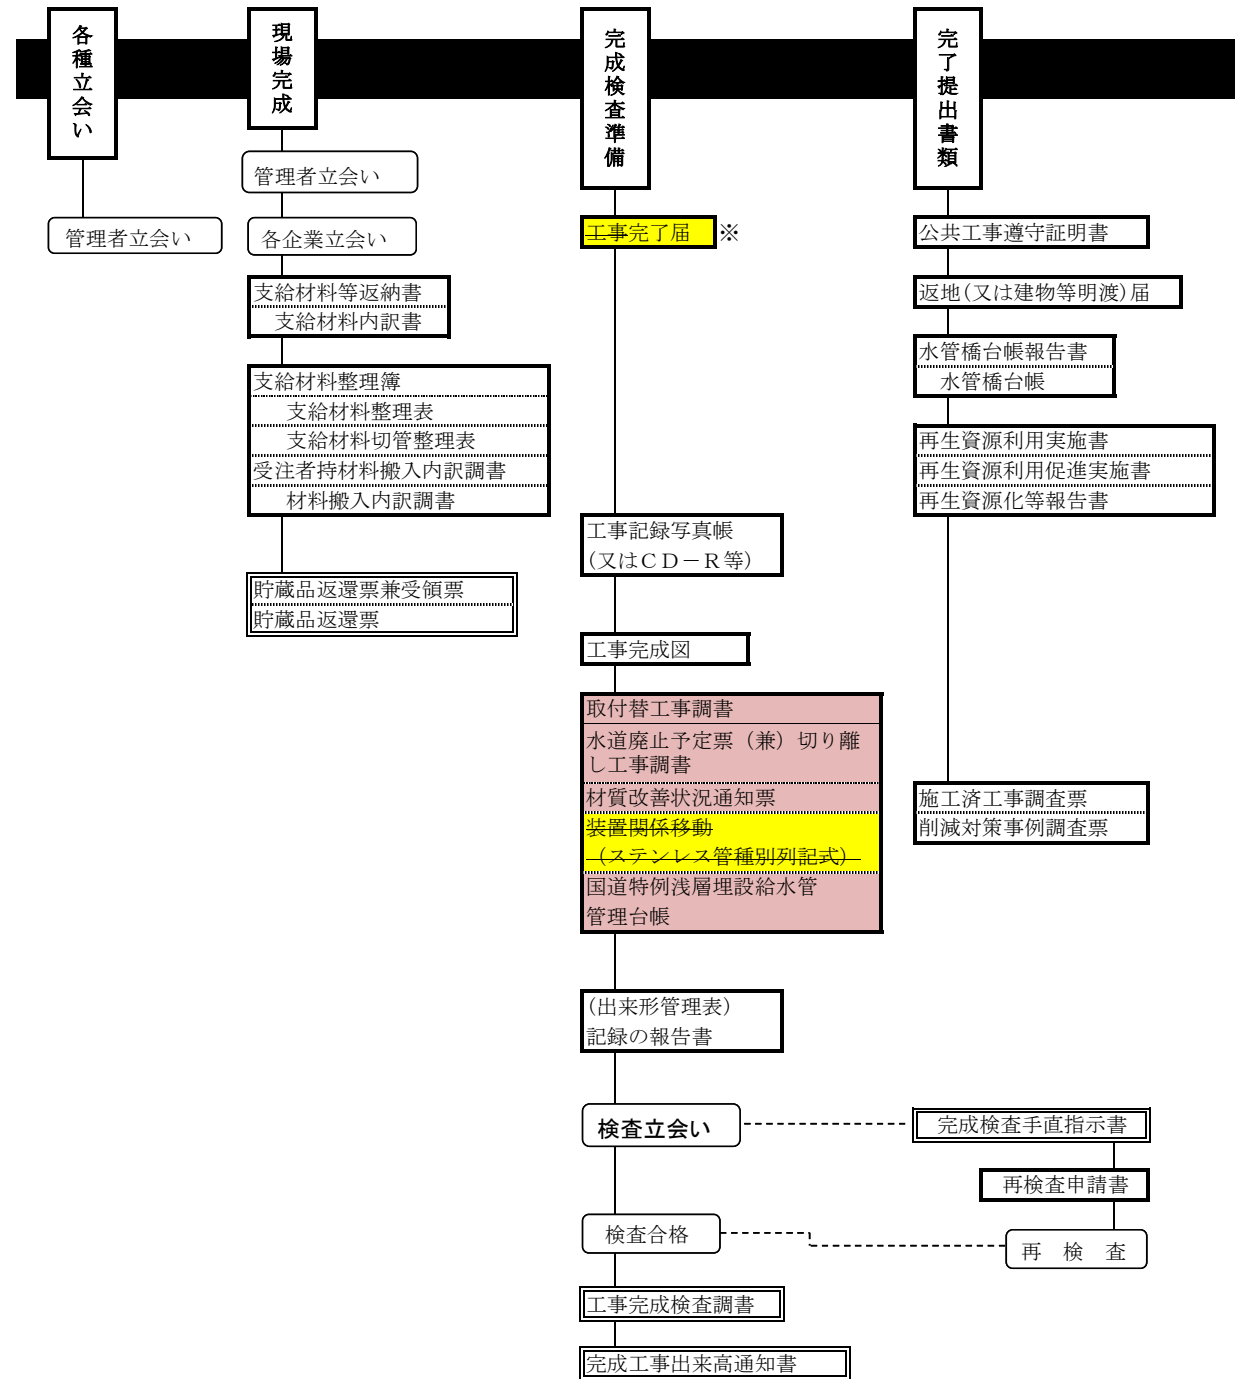 各種立会い
管理者立会い
現場完成
管理者立会い
各企業立会い
支給材料等返納書
支給材料内訳書
支給材料整理簿
支給材料整理表
支給材料切管整理表
受注者持材料搬入内訳調書
材料搬入内訳調書
貯蔵品返還票兼受領票
貯蔵品返還票
完成検査準備
工事完了届 ※
工事記録写真帳
(又はＣＤ－Ｒ等)
工事完成図
取付替工事調書
水道廃止予定票（兼）切り離
し工事調書
材質改善状況通知票
装置関係移動
（ステンレス管種別列記式）
国道特例浅層埋設給水管
管理台帳
(出来形管理表)
記録の報告書
検査立会い
検査合格
工事完成検査調書
完成工事出来高通知書
完了提出書類
公共工事遵守証明書
返地(又は建物等明渡)届
水管橋台帳報告書
水管橋台帳
再生資源利用実施書
再生資源利用促進実施書
再生資源化等報告書
施工済工事調査票
削減対策事例調査票
完成検査手直指示書
再検査申請書
再　検　査